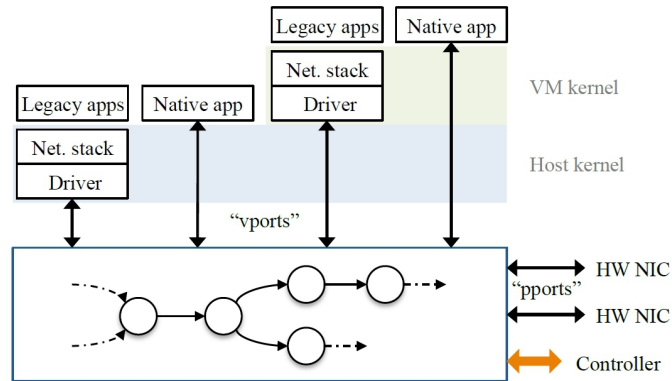 Legacy apps
Native app
Net. stack
Driver
VM kernel
Legacy apps
Native app
Net. stack
Driver
Host kernel
“vports”
HW NIC
“pports”
HW NIC
Controller